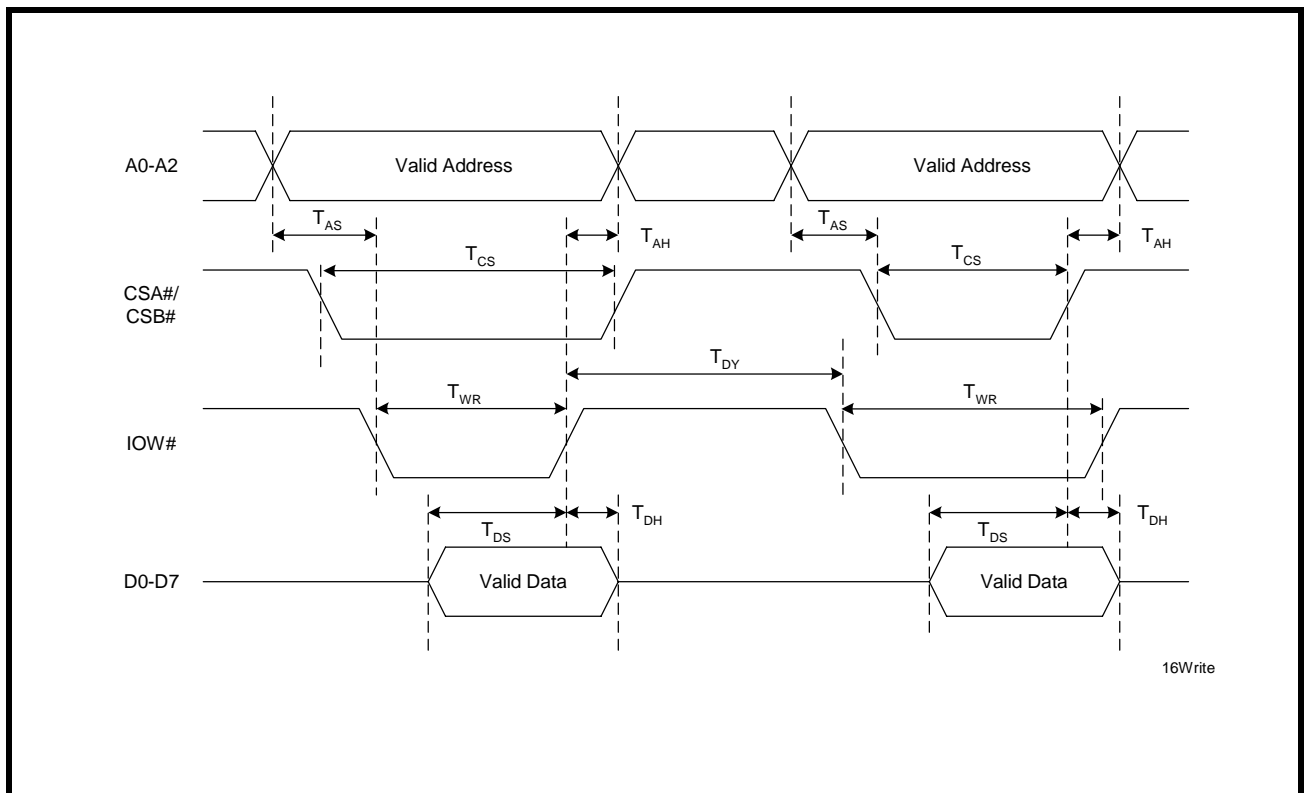 A0-A2
Valid Address
Valid Address
TAS
TAH
TAS
TAH
TCS
TCS
CSA#/
CSB#
TDY
TWR
TWR
IOW#
TDS
TDH
TDS
TDH
D0-D7
Valid Data
Valid Data
16Write